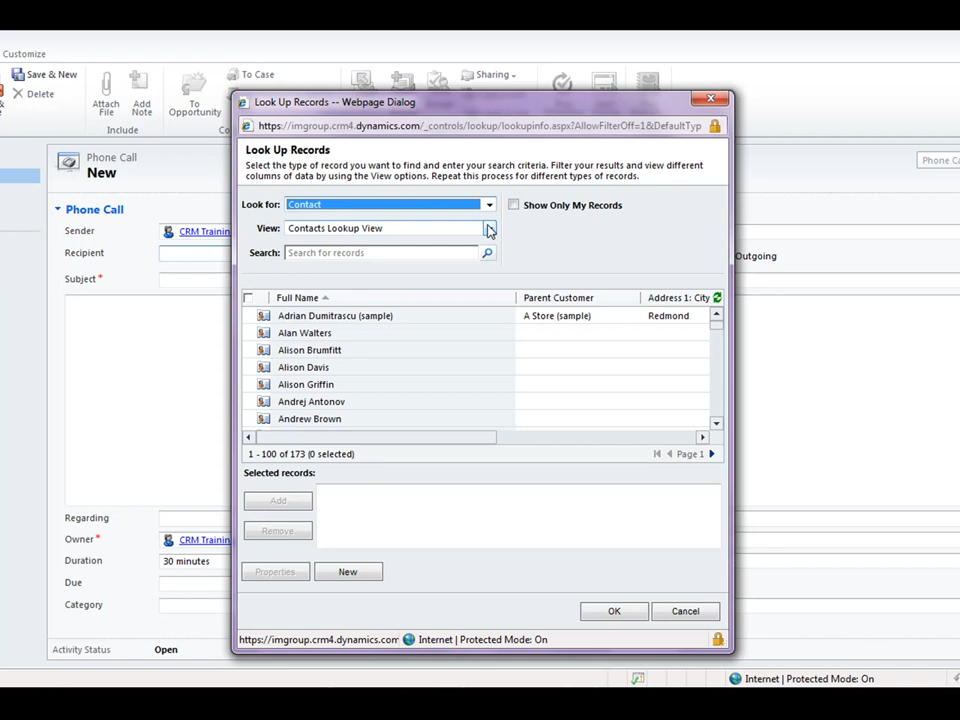 Customize
Save & New
Delete
Attach File
Add Note
Include
To Opportunity
To Case
Sharing
Look Up Records -- Webpage Dialog
https://imgroup.crm4.dynamics.com/_controls/lookup/lookupinfo.aspx?AllowFilterOff=1&DefaultTyp
Look Up Records
Select the type of record you want to find and enter your search criteria. Filter your results and view different
columns of data by using the View options. Repeat this process for different types of records.
Look for: Contact
Show Only My Records
View: Contacts Lookup View
Search: Search for records
Full Name Parent Customer Address 1: City
Adrian Dumitrascu (sample) A Store (sample) Redmond
Alan Walters
Alison Brumfitt
Alison Davis
Alison Griffin
Andrej Antonov
Andrew Brown
1 - 100 of 173 (0 selected) Page 1
Selected records:
Add
Remove
Properties New
OK Cancel
https://imgroup.crm4.dynamics.com Internet | Protected Mode: On
Phone Call
New
Phone Call
Sender CRM Trainin
Recipient
Subject *
Outgoing
Regarding
Owner * CRM Trainin
Duration 30 minutes
Due
Category
Activity Status Open
Internet | Protected Mode: On